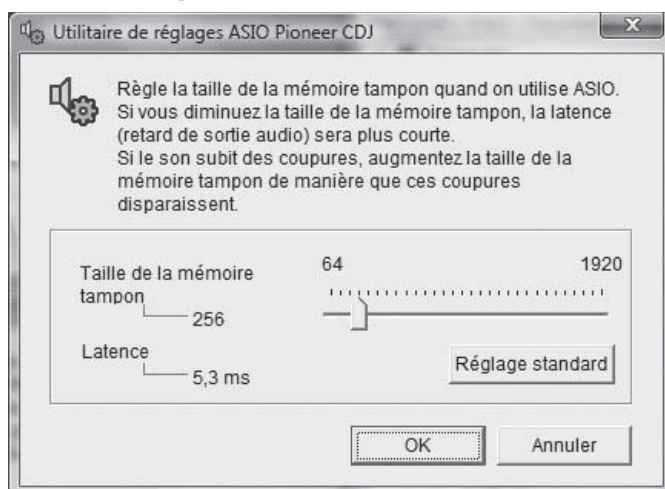 Utilitaire de réglages ASIO Pioneer CDJ
X
Règle la taille de la mémoire tampon quand on utilise ASIO.
Si vous diminuez la taille de la mémoire tampon, la latence
(retard de sortie audio) sera plus courte.
Si le son subit des coupures, augmentez la taille de la
mémoire tampon de manière que ces coupures
disparaissent.
64 1920
Taille de la mémoire
tampon
256
Latence
5,3 ms
Réglage standard
OK Annuler